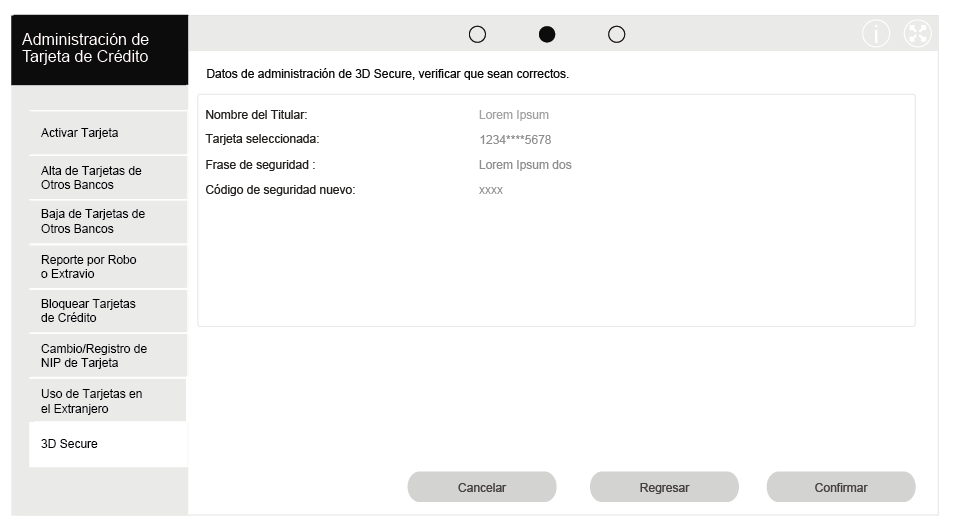 Administración de
Tarjeta de Crédito
Activar Tarjeta
Alta de Tarjetas de
Otros Bancos
Baja de Tarjetas de
Otros Bancos
Reporte por Robo
o Extravio
Bloquear Tarjetas
de Crédito
Cambio/Registro de
NIP de Tarjeta
Uso de Tarjetas en
el Extranjero
3D Secure
i
Datos de administración de 3D Secure, verificar que sean correctos.
Nombre del Titular: Lorem Ipsum
Tarjeta seleccionada: 1234****5678
Frase de seguridad : Lorem Ipsum dos
Código de seguridad nuevo: xxxx
Cancelar Regresar Confirmar